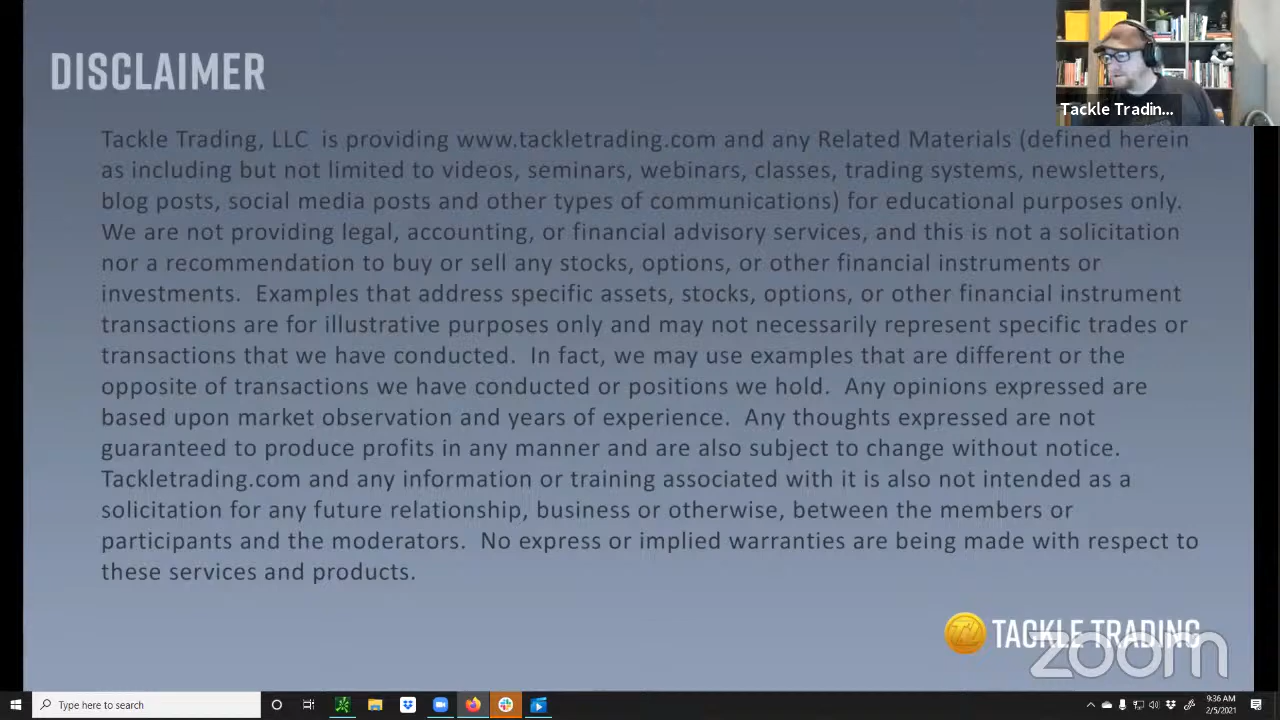 DISCLAIMER
Tackle Tradin...
Tackle Trading, LLC  is providing www.tackletrading.com and any Related Materials (defined herein
as including but not limited to videos, seminars, webinars, classes, trading systems, newsletters,
blog posts, social media posts and other types of communications) for educational purposes only.
We are not providing legal, accounting, or financial advisory services, and this is not a solicitation
nor a recommendation to buy or sell any stocks, options, or other financial instruments or
investments.  Examples that address specific assets, stocks, options, or other financial instrument
transactions are for illustrative purposes only and may not necessarily represent specific trades or
transactions that we have conducted.  In fact, we may use examples that are different or the
opposite of transactions we have conducted or positions we hold.  Any opinions expressed are
based upon market observation and years of experience.  Any thoughts expressed are not
guaranteed to produce profits in any manner and are also subject to change without notice.
Tackletrading.com and any information or training associated with it is also not intended as a
solicitation for any future relationship, business or otherwise, between the members or
participants and the moderators.  No express or implied warranties are being made with respect to
these services and products.
TACKLE TRADING
zoom
Type here to search
9:36 AM
2/5/2021